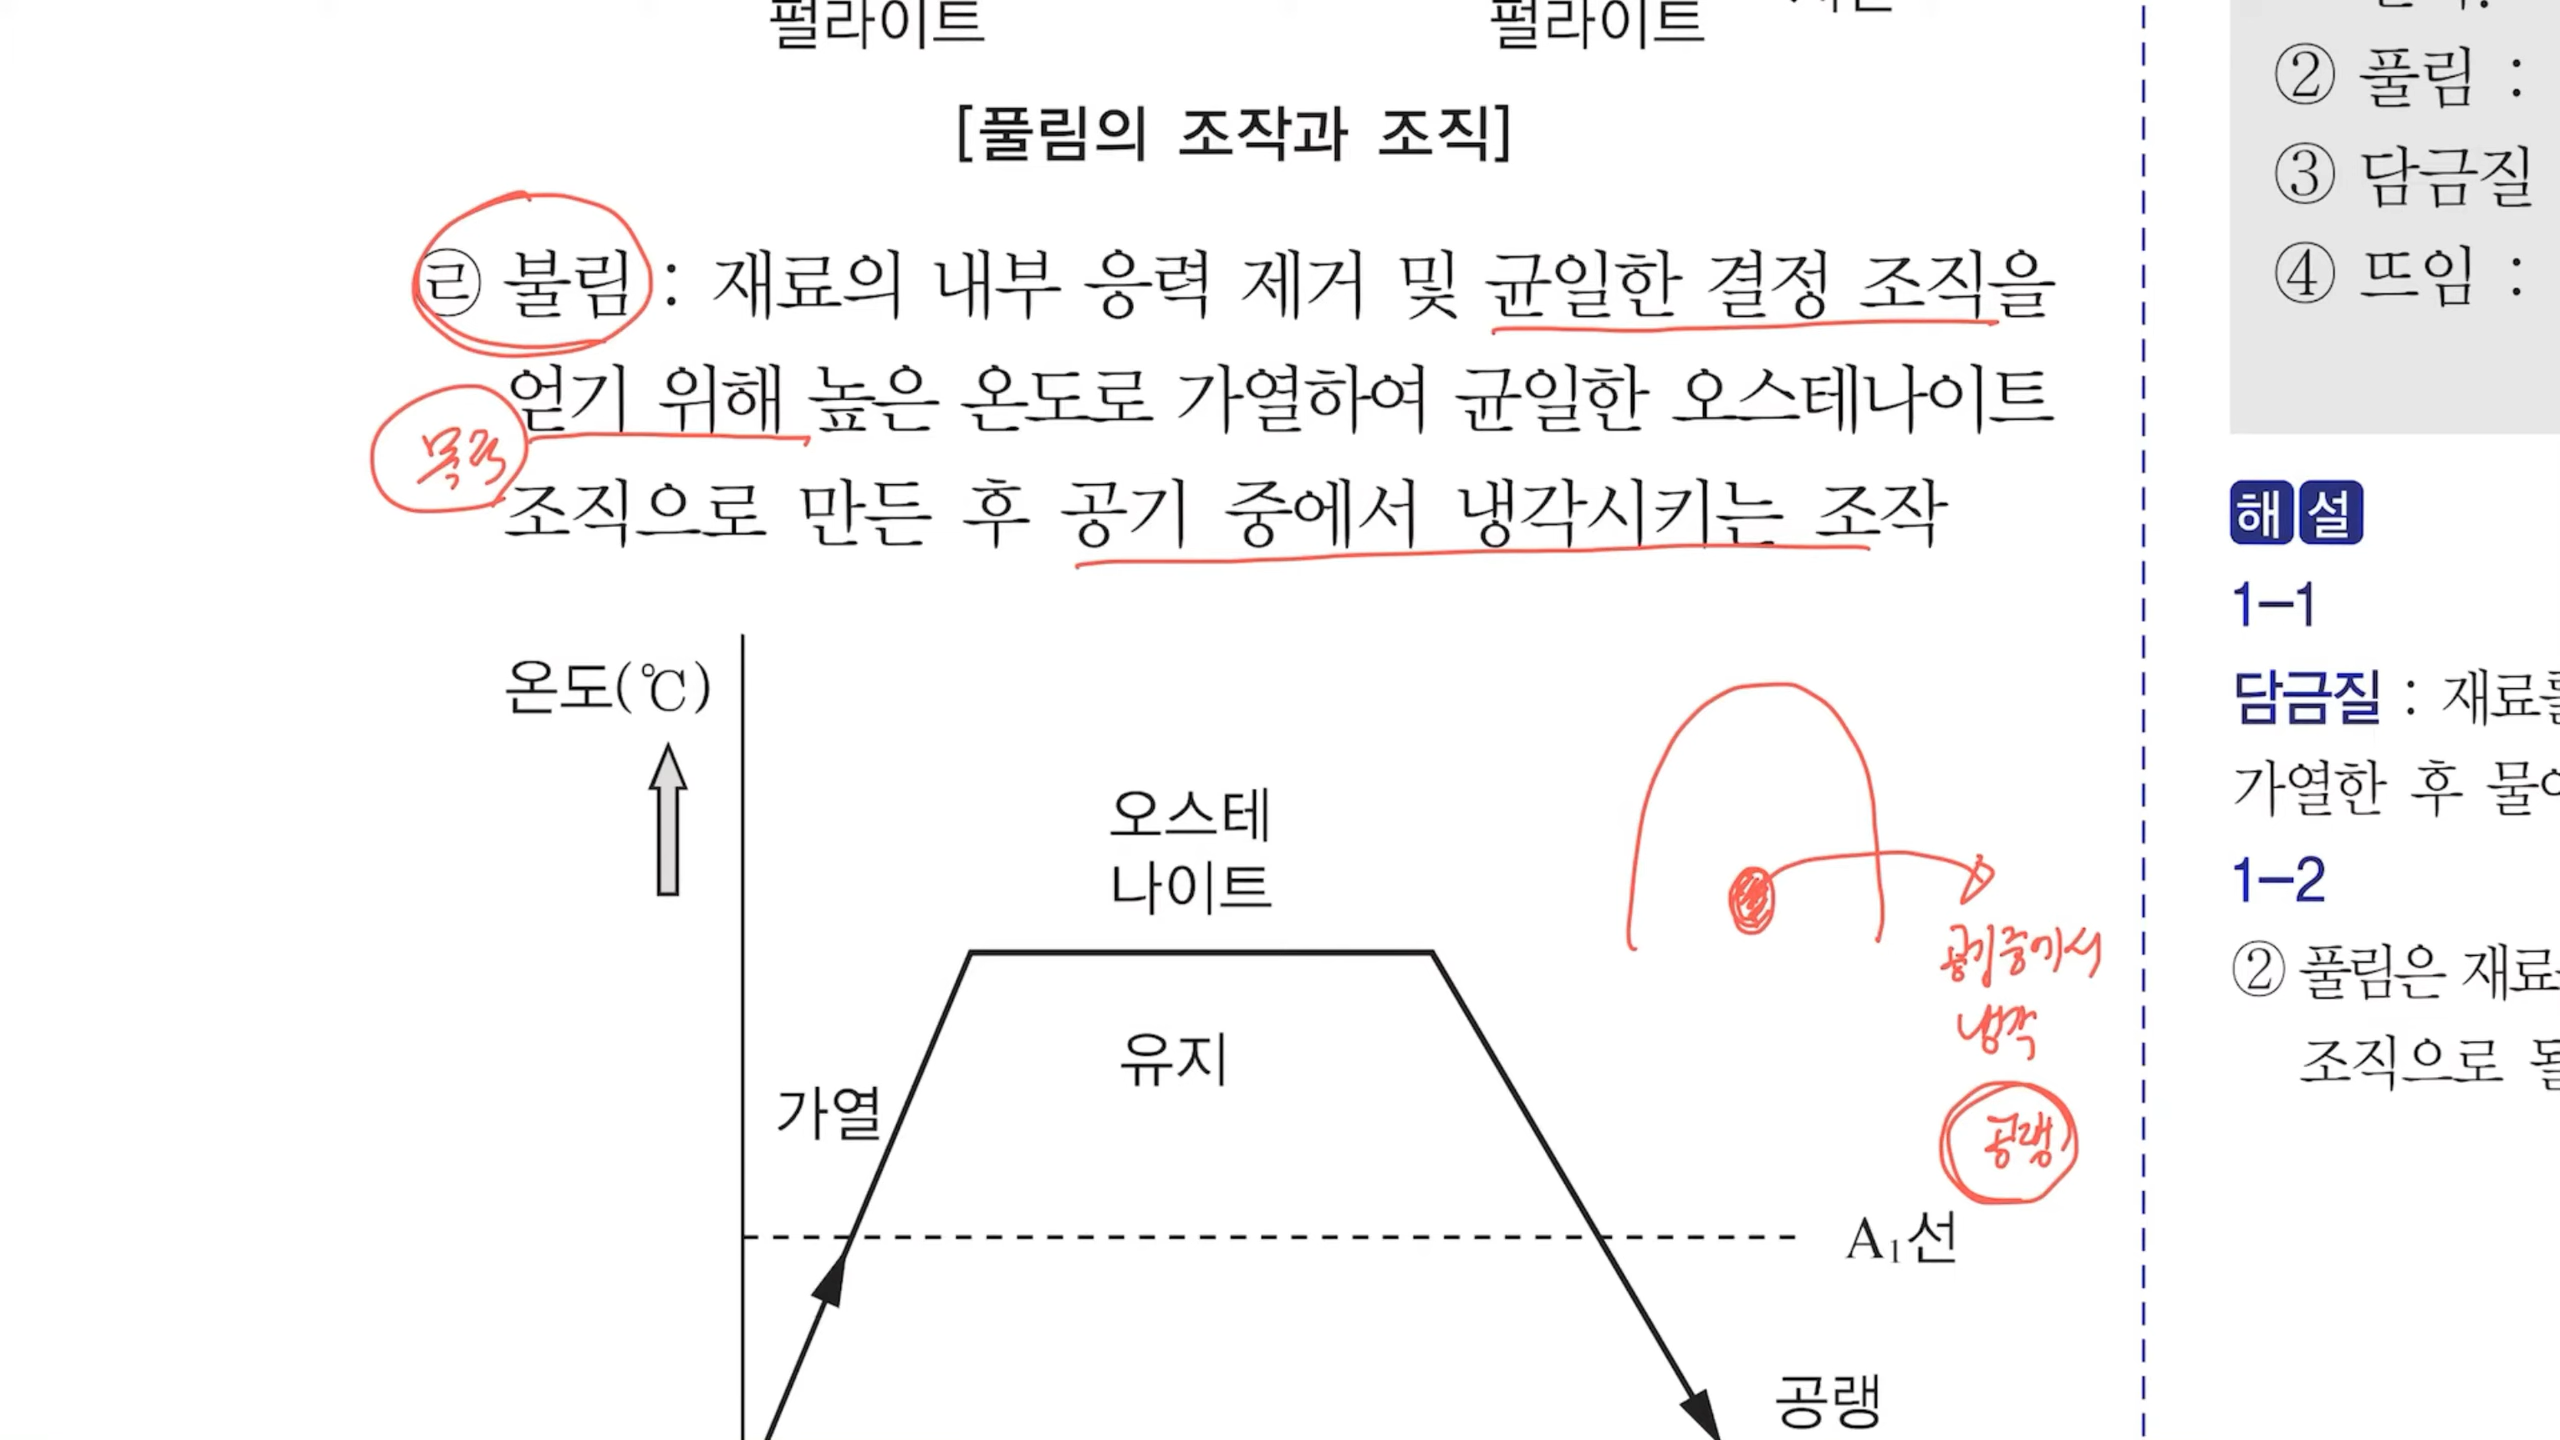 펄라이트
펄라이트
[풀림의 조작과 조직]
㉣ 불림 : 재료의 내부 응력 제거 및 균일한 결정 조직을
얻기 위해 높은 온도로 가열하여 균일한 오스테나이트
목적
조직으로 만든 후 공기 중에서 냉각시키는 조작
온도(℃)
오스테
나이트
유지
가열
공기중에서
냉각
공랭
A₁선
공랭
② 풀림 :
③ 담금질
④ 뜨임 :
해설
1-1
담금질 : 재료를
가열한 후 물에
1-2
② 풀림은 재료
조직으로 될